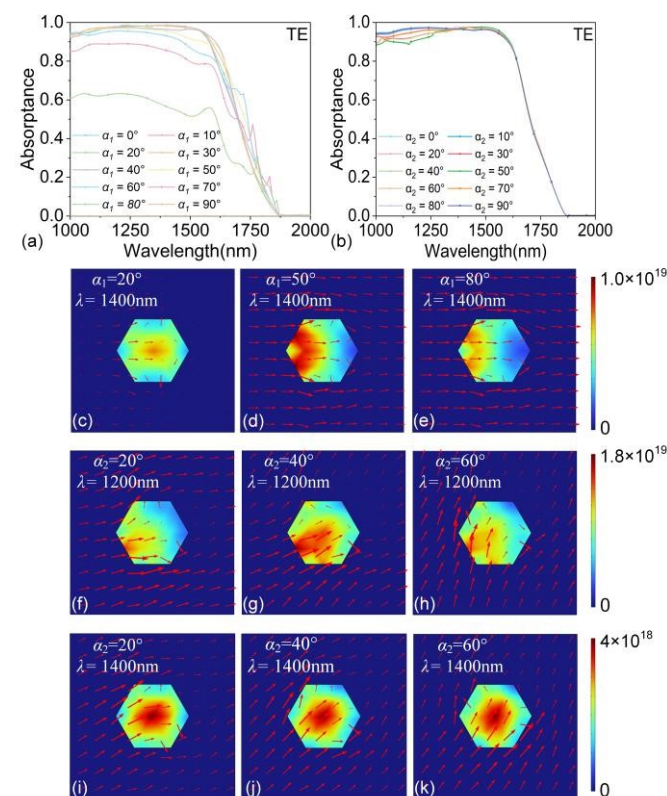 TE
TE
1.0
0.8
0.6
0.4
0.2
0.0
Absorptance
α1 = 0° α1 = 10°
α1 = 20° α1 = 30°
α1 = 40° α1 = 50°
α1 = 60° α1 = 70°
α1 = 80° α1 = 90°
1000 1250 1500 1750 2000
(a) Wavelength(nm)
1.0
0.8
0.6
0.4
0.2
0.0
Absorptance
α2 = 0° α2 = 10°
α2 = 20° α2 = 30°
α2 = 40° α2 = 50°
α2 = 60° α2 = 70°
α2 = 80° α2 = 90°
1000 1250 1500 1750 2000
(b) Wavelength(nm)
α1=20°
λ= 1400nm
(c)
α1=50°
λ= 1400nm
(d)
α1=80°
λ= 1400nm
(e)
1.0×10¹⁹
0
α2=20°
λ= 1200nm
(f)
α2=40°
λ= 1200nm
(g)
α2=60°
λ= 1200nm
(h)
1.8×10¹⁹
0
α2=20°
λ= 1400nm
(i)
α2=40°
λ= 1400nm
(j)
α2=60°
λ= 1400nm
(k)
4×10¹⁸
0